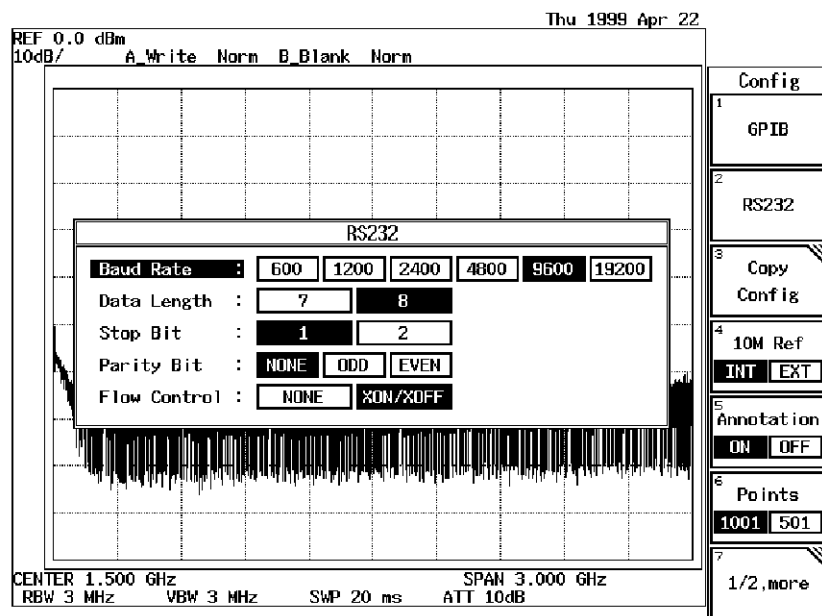 Thu 1999 Apr 22
REF 0.0 dBm
10dB/ A_Write Norm B_Blank Norm
RS232
Baud Rate : 600 1200 2400 4800 9600 19200
Data Length : 7 8
Stop Bit : 1 2
Parity Bit : NONE ODD EVEN
Flow Control : NONE XON/XOFF
CENTER 1.500 GHz SPAN 3.000 GHz
RBW 3 MHz VBW 3 MHz SWP 20 ms ATT 10dB
Config
1
GPIB
2
RS232
3
Copy
Config
4
10M Ref
INT EXT
5
Annotation
ON OFF
6
Points
1001 501
7
1/2,more